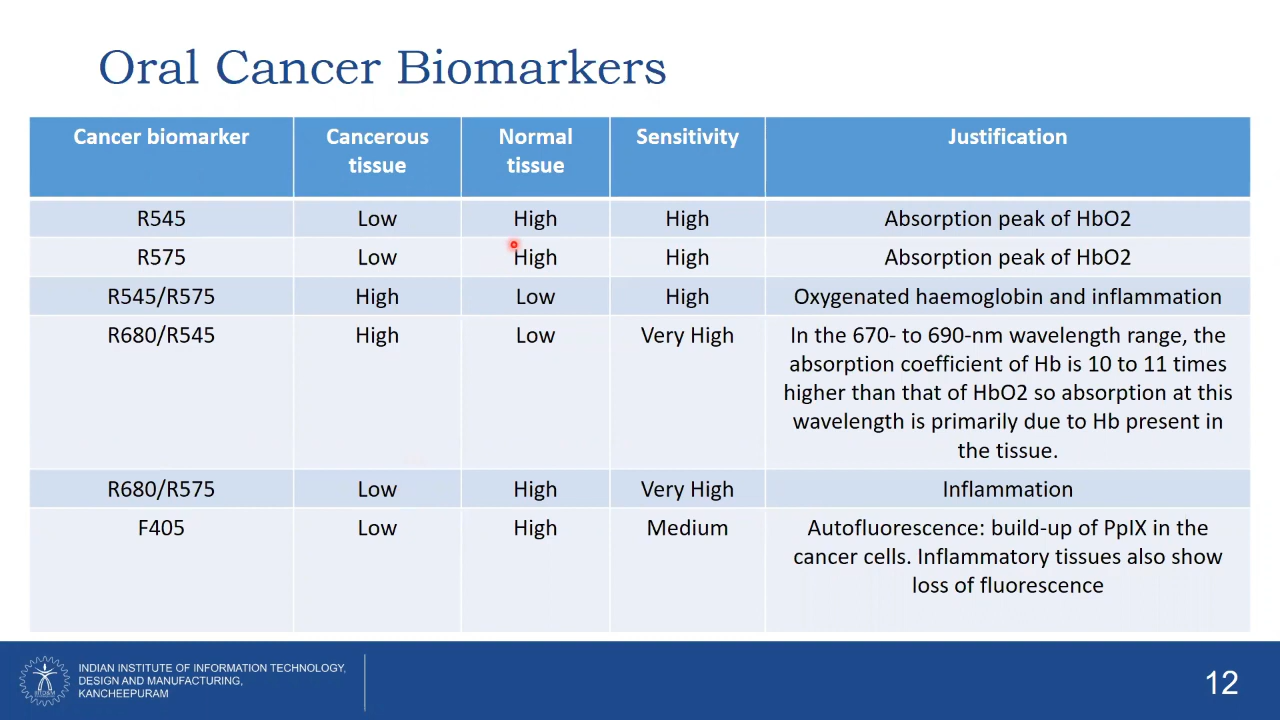 Oral Cancer Biomarkers
Cancer biomarker
Cancerous
tissue
Normal
tissue
Sensitivity
Justification
R545
Low
High
High
Absorption peak of HbO2
R575
Low
High
High
Absorption peak of HbO2
R545/R575
High
Low
High
Oxygenated haemoglobin and inflammation
R680/R545
High
Low
Very High
In the 670- to 690-nm wavelength range, the
absorption coefficient of Hb is 10 to 11 times
higher than that of HbO2 so absorption at this
wavelength is primarily due to Hb present in
the tissue.
R680/R575
Low
High
Very High
Inflammation
F405
Low
High
Medium
Autofluorescence: build-up of PpIX in the
cancer cells. Inflammatory tissues also show
loss of fluorescence
INDIAN INSTITUTE OF INFORMATION TECHNOLOGY,
DESIGN AND MANUFACTURING,
KANCHEEPURAM
12